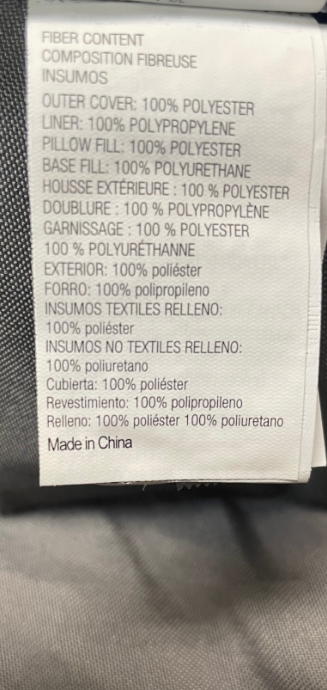 FIBER CONTENT
COMPOSITION FIBREUSE
INSUMOS
OUTER COVER: 100% POLYESTER
LINER: 100% POLYPROPYLENE
PILLOW FILL: 100% POLYESTER
BASE FILL: 100% POLYURETHANE
HOUSSE EXTÉRIEURE : 100 % POLYESTER
DOUBLURE : 100 % POLYPROPYLÈNE
GARNISSAGE : 100 % POLYESTER
100 % POLYURÉTHANNE
EXTERIOR: 100% poliéster
FORRO: 100% polipropileno
INSUMOS TEXTILES RELLENO:
100% poliéster
INSUMOS NO TEXTILES RELLENO:
100% poliuretano
Cubierta: 100% poliéster
Revestimiento: 100% polipropileno
Relleno: 100% poliéster 100% poliuretano
Made in China